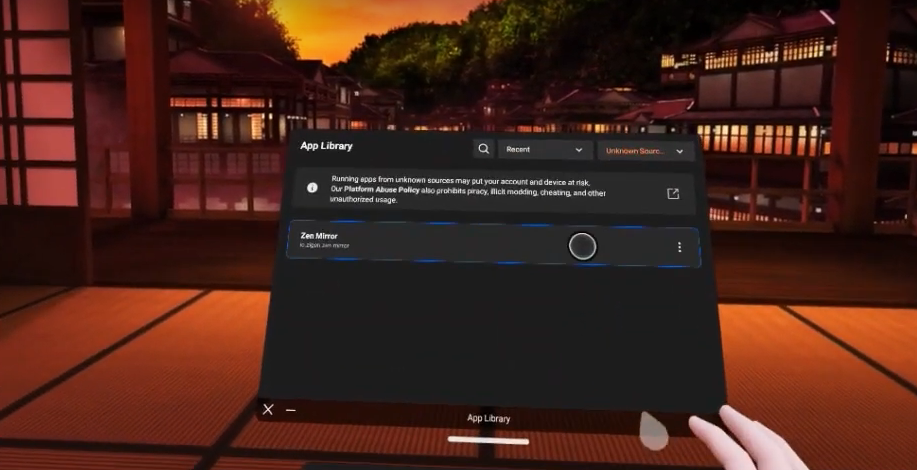 App Library
Recent
Unknown Sourc...
Running apps from unknown sources may put your account and device at risk.
Our Platform Abuse Policy also prohibits piracy, illicit modding, cheating, and other
unauthorized usage.
Zen Mirror
zen mirror
App Library